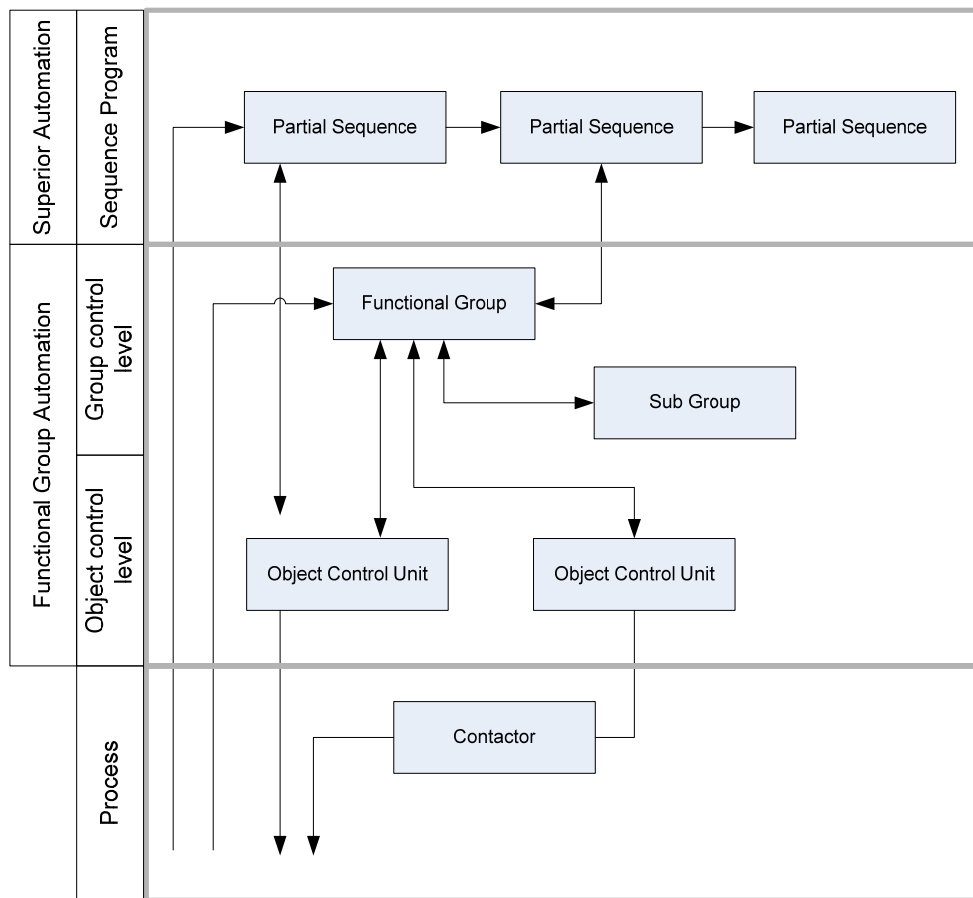 Superior Automation
Sequence Program
Partial Sequence
Partial Sequence
Partial Sequence
Functional Group Automation
Group control
level
Functional Group
Sub Group
Object control
level
Object Control Unit
Object Control Unit
Process
Contactor